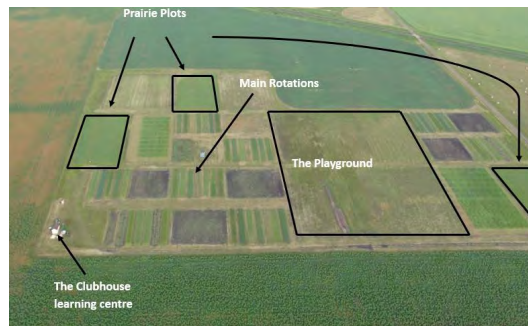 Prairie Plots
Main Rotations
The Playground
The Clubhouse
learning centre